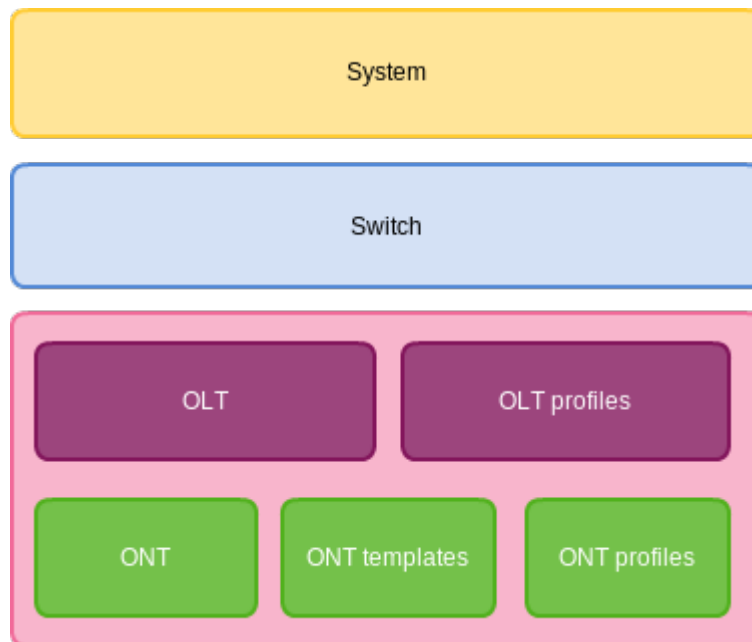 System
Switch
OLT
OLT profiles
ONT
ONT templates
ONT profiles